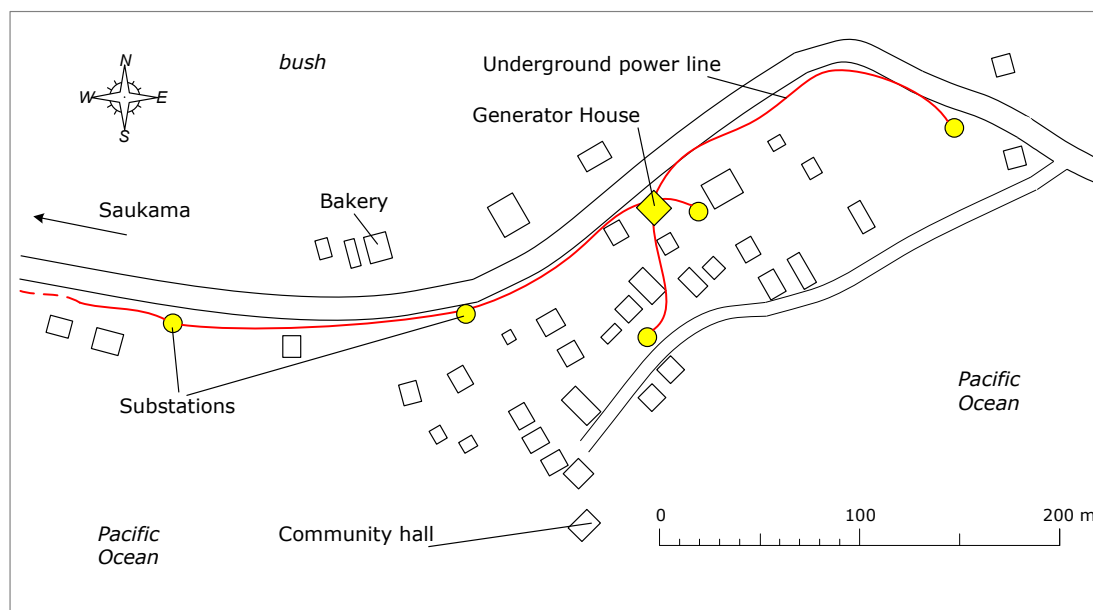 N
bush
Underground power line
W
E
Generator House
S
Bakery
Saukama
Pacific
Ocean
Substations
0
100
200 m
Pacific
Ocean
Community hall